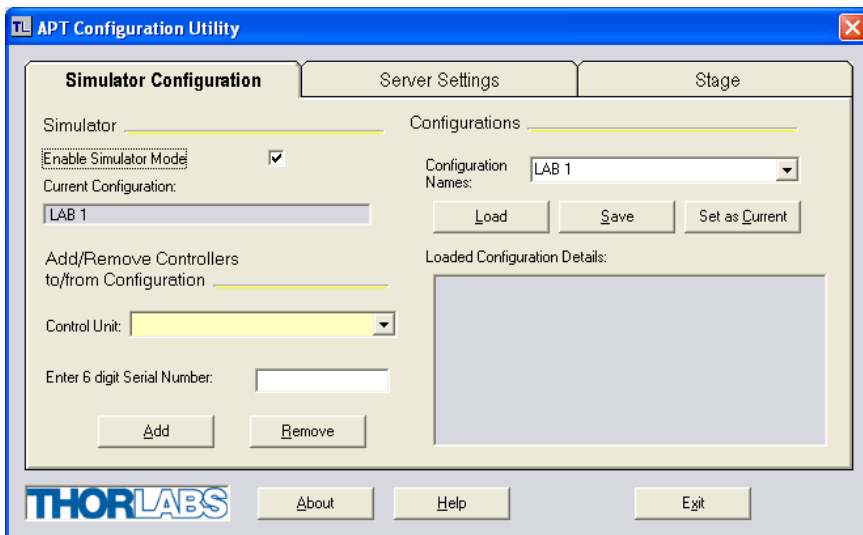 TL APT Configuration Utility
Simulator Configuration
Server Settings
Stage
Simulator
Enable Simulator Mode
Current Configuration:
LAB 1
Add/Remove Controllers
to/from Configuration
Control Unit:
Enter 6 digit Serial Number:
Add
Remove
Configurations
Configuration
Names:
LAB 1
Load
Save
Set as Current
Loaded Configuration Details:
THORLABS
About
Help
Exit